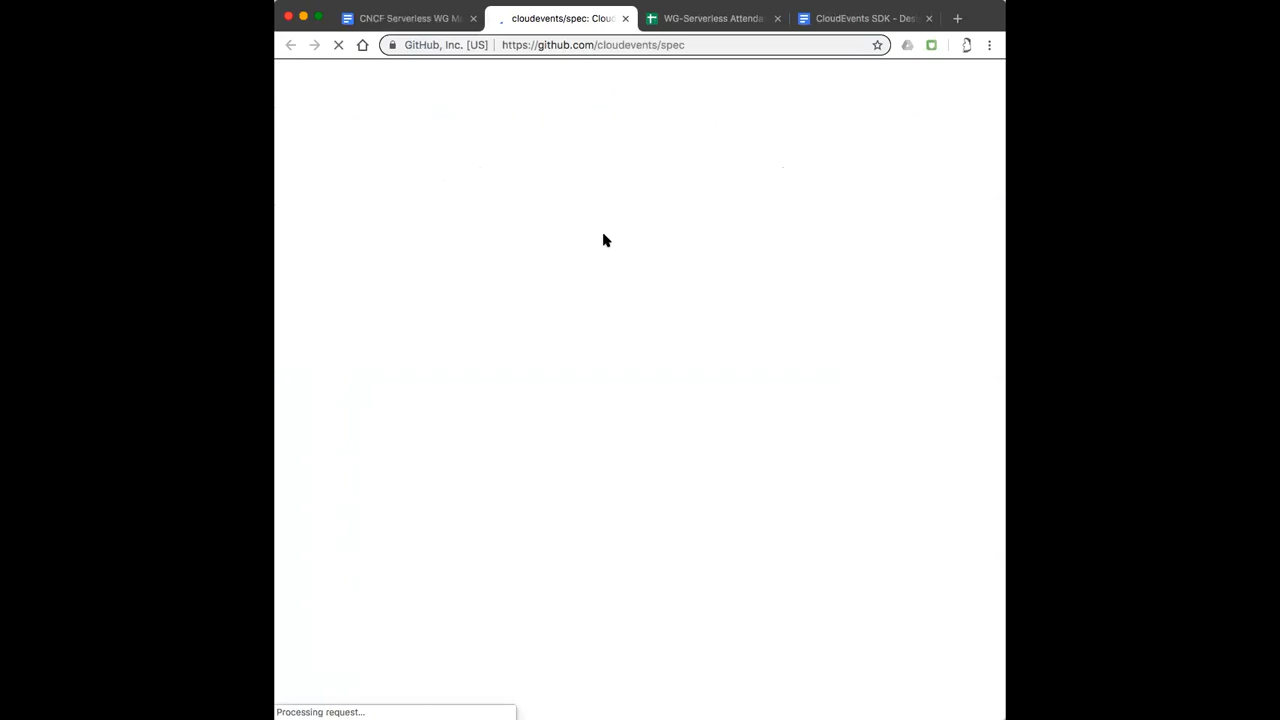 CNCF Serverless WG M
cloudevents/spec: Clou
WG-Serverless Attenda
CloudEvents SDK - Des
GitHub, Inc. [US]
https://github.com/cloudevents/spec
Processing request...